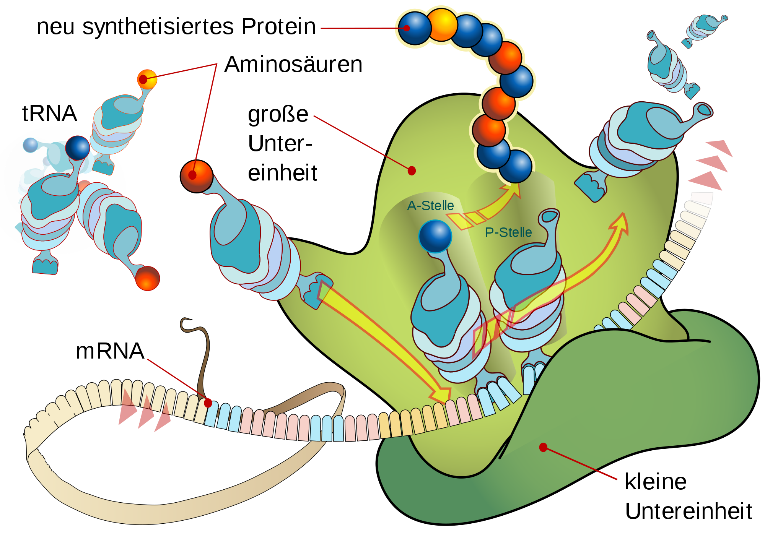 neu synthetisiertes Protein
Aminosäuren
tRNA
große
Unter-
einheit
A-Stelle
P-Stelle
mRNA
kleine
Untereinheit